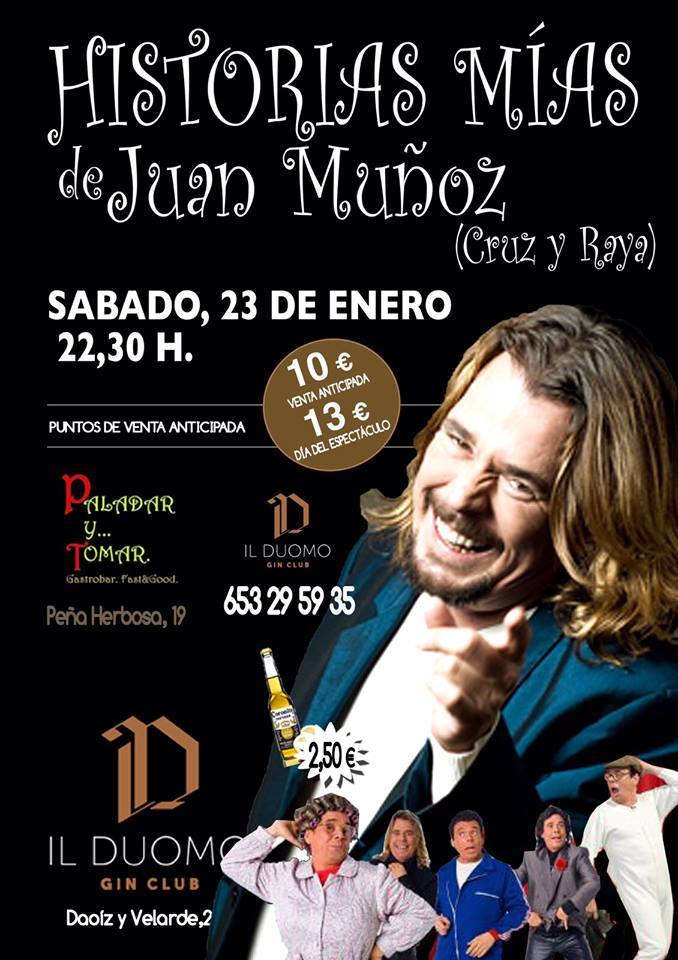 HISTORIAS MÍAS
de Juan Muñoz
(Cruz y Raya)
SABADO, 23 DE ENERO
22,30 H.
10 €
VENTA ANTICIPADA
13 €
DÍA DEL ESPECTÁCULO
PUNTOS DE VENTA ANTICIPADA
PALADAR
Y...
TOMAR.
Gastrobar. Fast&Good.
Peña Herbosa, 19
IL DUOMO
GIN CLUB
653 29 59 35
Coronita
2,50 €
IL DUOMO
GIN CLUB
Daoíz y Velarde,2